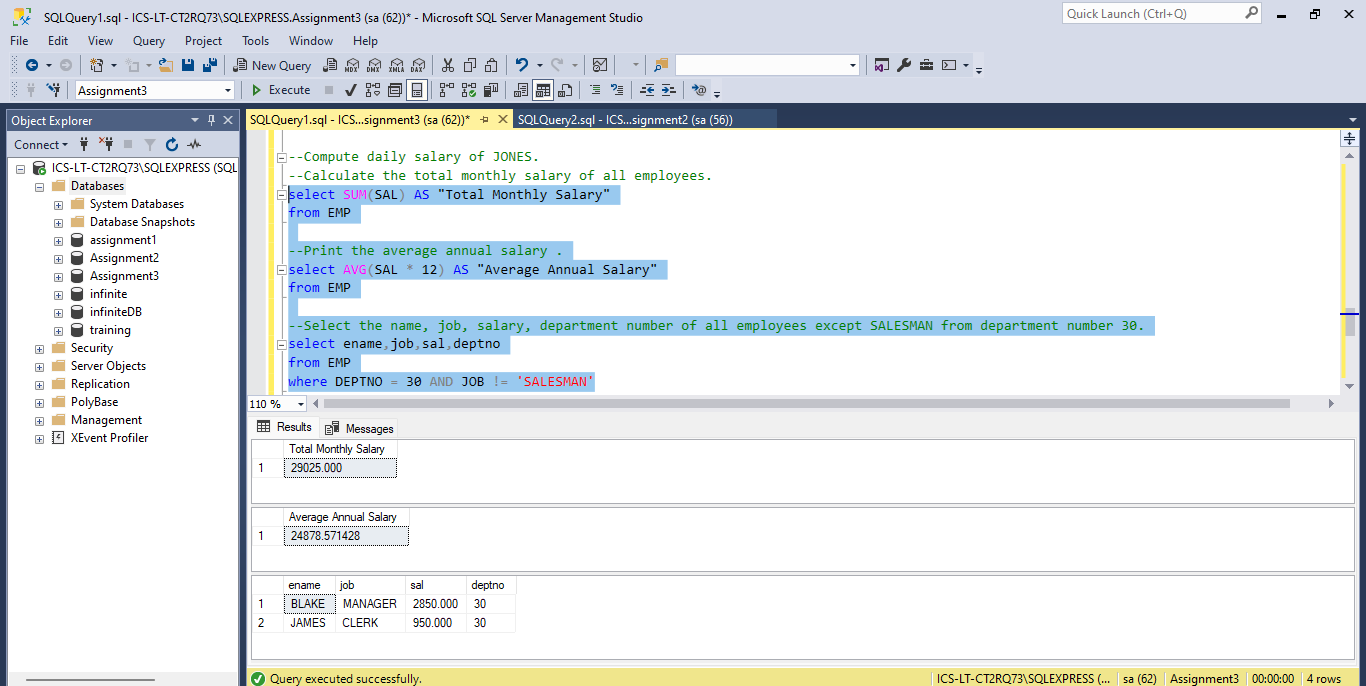 SQLQuery1.sql - ICS-LT-CT2RQ73\SQLEXPRESS.Assignment3 (sa (62))* - Microsoft SQL Server Management Studio
Quick Launch (Ctrl+Q)
File Edit View Query Project Tools Window Help
New Query MDX DMX XMLA DAX
Assignment3 Execute
Object Explorer
SQLQuery1.sql - ICS...signment3 (sa (62))* SQLQuery2.sql - ICS...signment2 (sa (56))
Connect
ICS-LT-CT2RQ73\SQLEXPRESS (SQL
Databases
System Databases
Database Snapshots
assignment1
Assignment2
Assignment3
infinite
infiniteDB
training
Security
Server Objects
Replication
PolyBase
Management
XEvent Profiler
--Compute daily salary of JONES.
--Calculate the total monthly salary of all employees.
select SUM(SAL) AS "Total Monthly Salary"
from EMP
--Print the average annual salary .
select AVG(SAL * 12) AS "Average Annual Salary"
from EMP
--Select the name, job, salary, department number of all employees except SALESMAN from department number 30.
select ename,job,sal,deptno
from EMP
where DEPTNO = 30 AND JOB != 'SALESMAN'
110 %
Results Messages
Total Monthly Salary
1 29025.000
Average Annual Salary
1 24878.571428
ename job sal deptno
1 BLAKE MANAGER 2850.000 30
2 JAMES CLERK 950.000 30
Query executed successfully. ICS-LT-CT2RQ73\SQLEXPRESS (... sa (62) Assignment3 00:00:00 4 rows